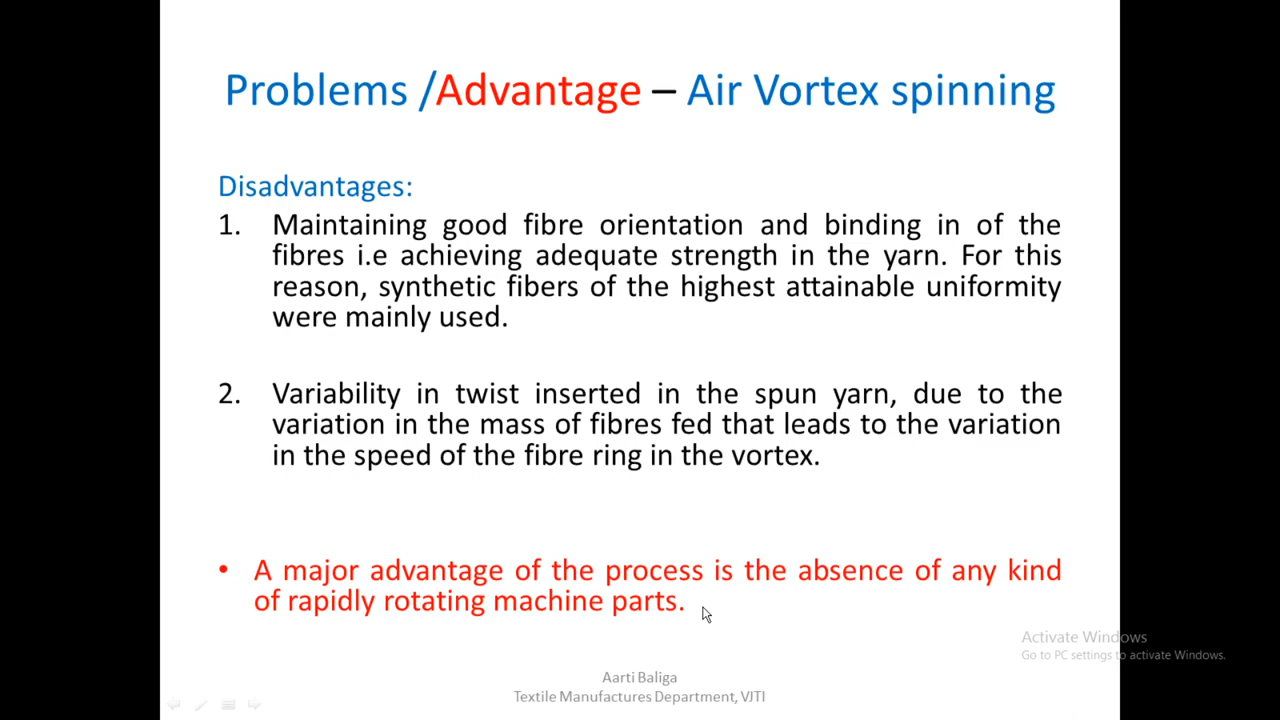 Problems /Advantage – Air Vortex spinning
Disadvantages:
1. Maintaining good fibre orientation and binding in of the
fibres i.e achieving adequate strength in the yarn. For this
reason, synthetic fibers of the highest attainable uniformity
were mainly used.
2. Variability in twist inserted in the spun yarn, due to the
variation in the mass of fibres fed that leads to the variation
in the speed of the fibre ring in the vortex.
• A major advantage of the process is the absence of any kind
of rapidly rotating machine parts.
Activate Windows
Go to PC settings to activate Windows.
Aarti Baliga
Textile Manufactures Department, VJTI